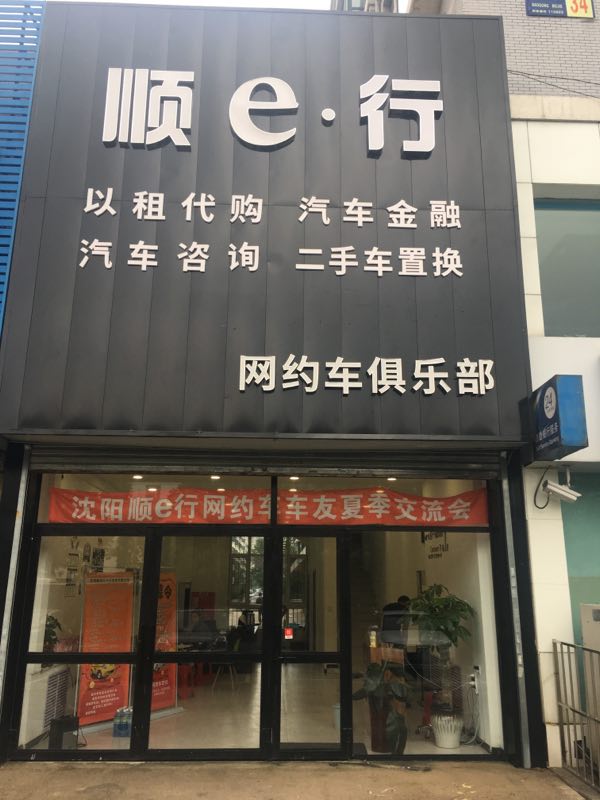 34
顺e·行
以租代购 汽车金融
汽车咨询 二手车置换
网约车俱乐部
24
沈阳顺e行网约车车友夏季交流会